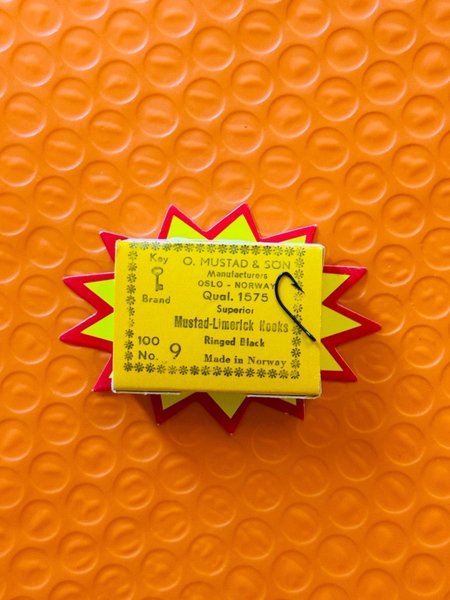 Key
Brand
O. MUSTAD & SÖN
Manufacturers
OSLO - NORWAY
Qual. 1575
Superior
Mustad-Limerick Hooks
100 Ringed Black
No. 9 Made in Norway